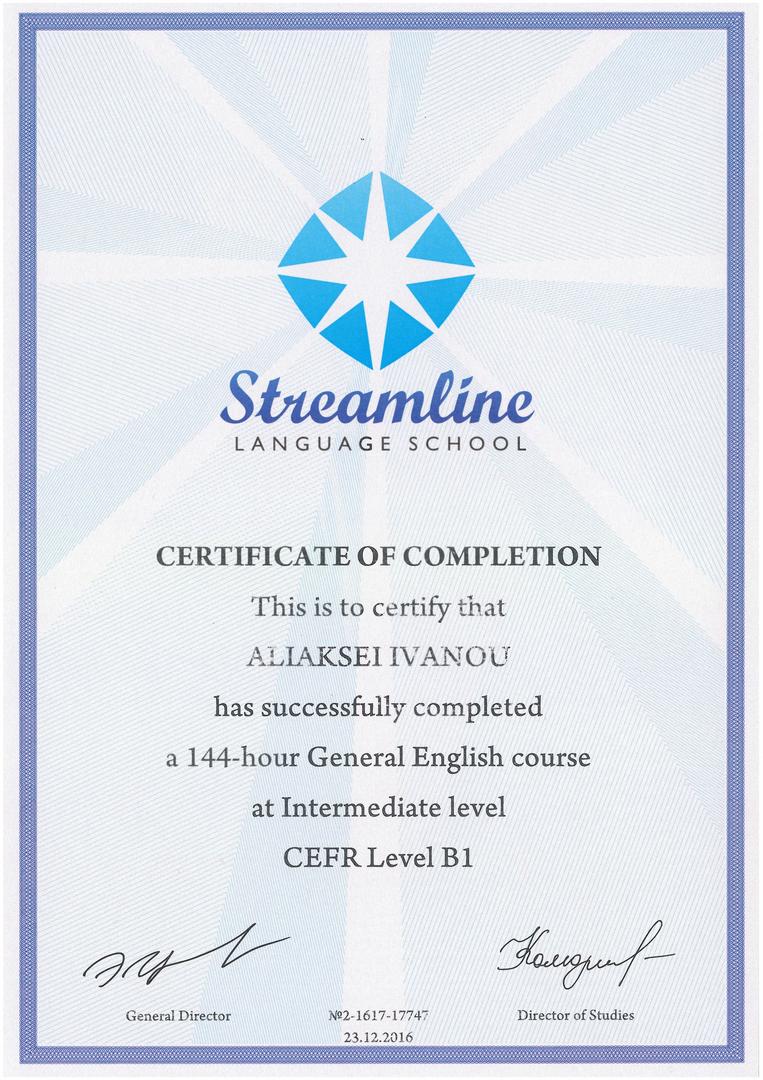 Streamline
LANGUAGE SCHOOL
CERTIFICATE OF COMPLETION
This is to certify that
ALIAKSEI IVANOU
has successfully completed
a 144-hour General English course
at Intermediate level
CEFR Level B1
General Director
№2-1617-17747
Director of Studies
23.12.2016